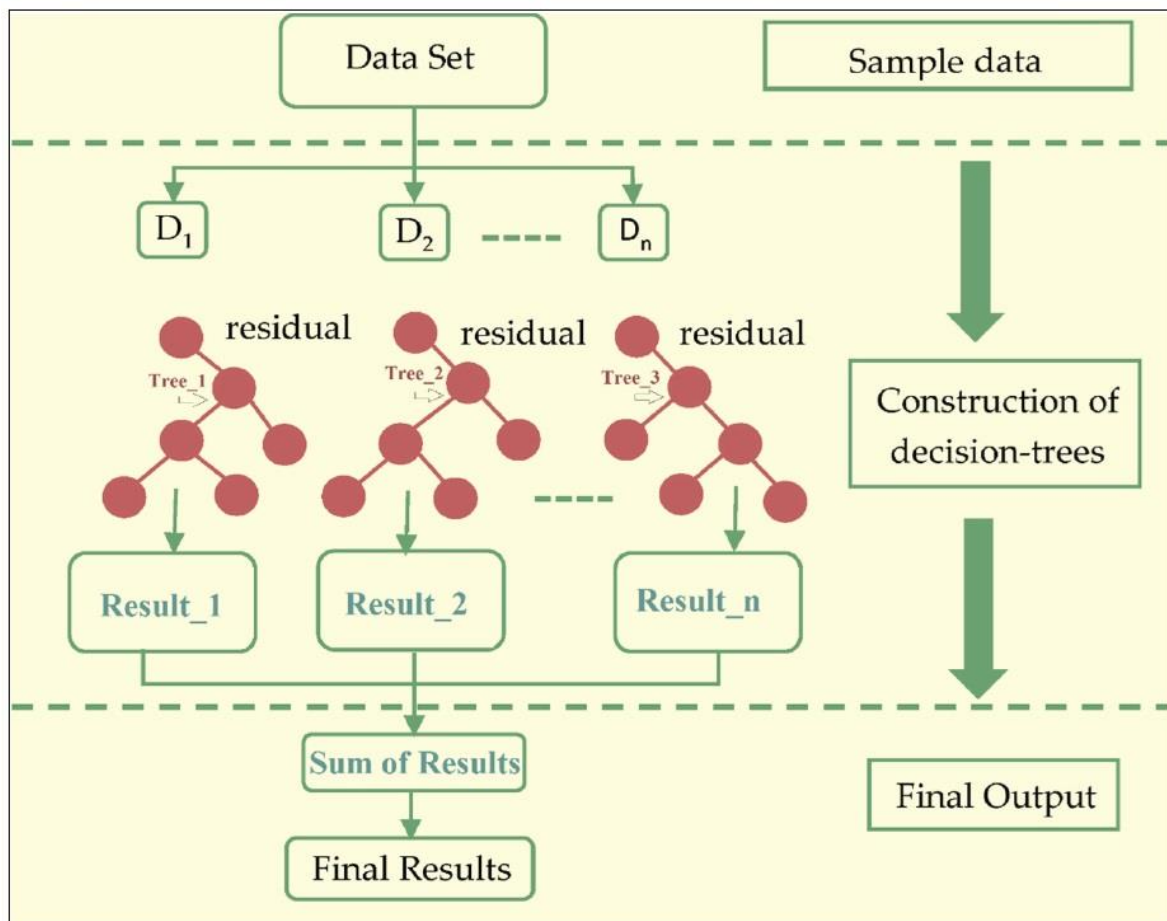 Data Set
Sample data
D₁
D₂
Dₙ
residual
residual
residual
Tree_1
Tree_2
Tree_3
Construction of
decision-trees
Result_1
Result_2
Result_n
Sum of Results
Final Output
Final Results